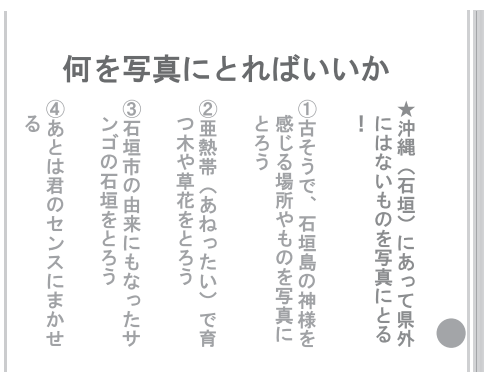 何を写真にとればいいか
★沖縄（石垣）にあって県外
にはないものを写真にとる
！
①古そうで、石垣島の神様を
感じる場所やものを写真に
とろう
②亜熱帯（あねったい）で育
つ木や草花をとろう
③石垣市の由来にもなったサ
ンゴの石垣をとろう
④あとは君のセンスにまかせ
る